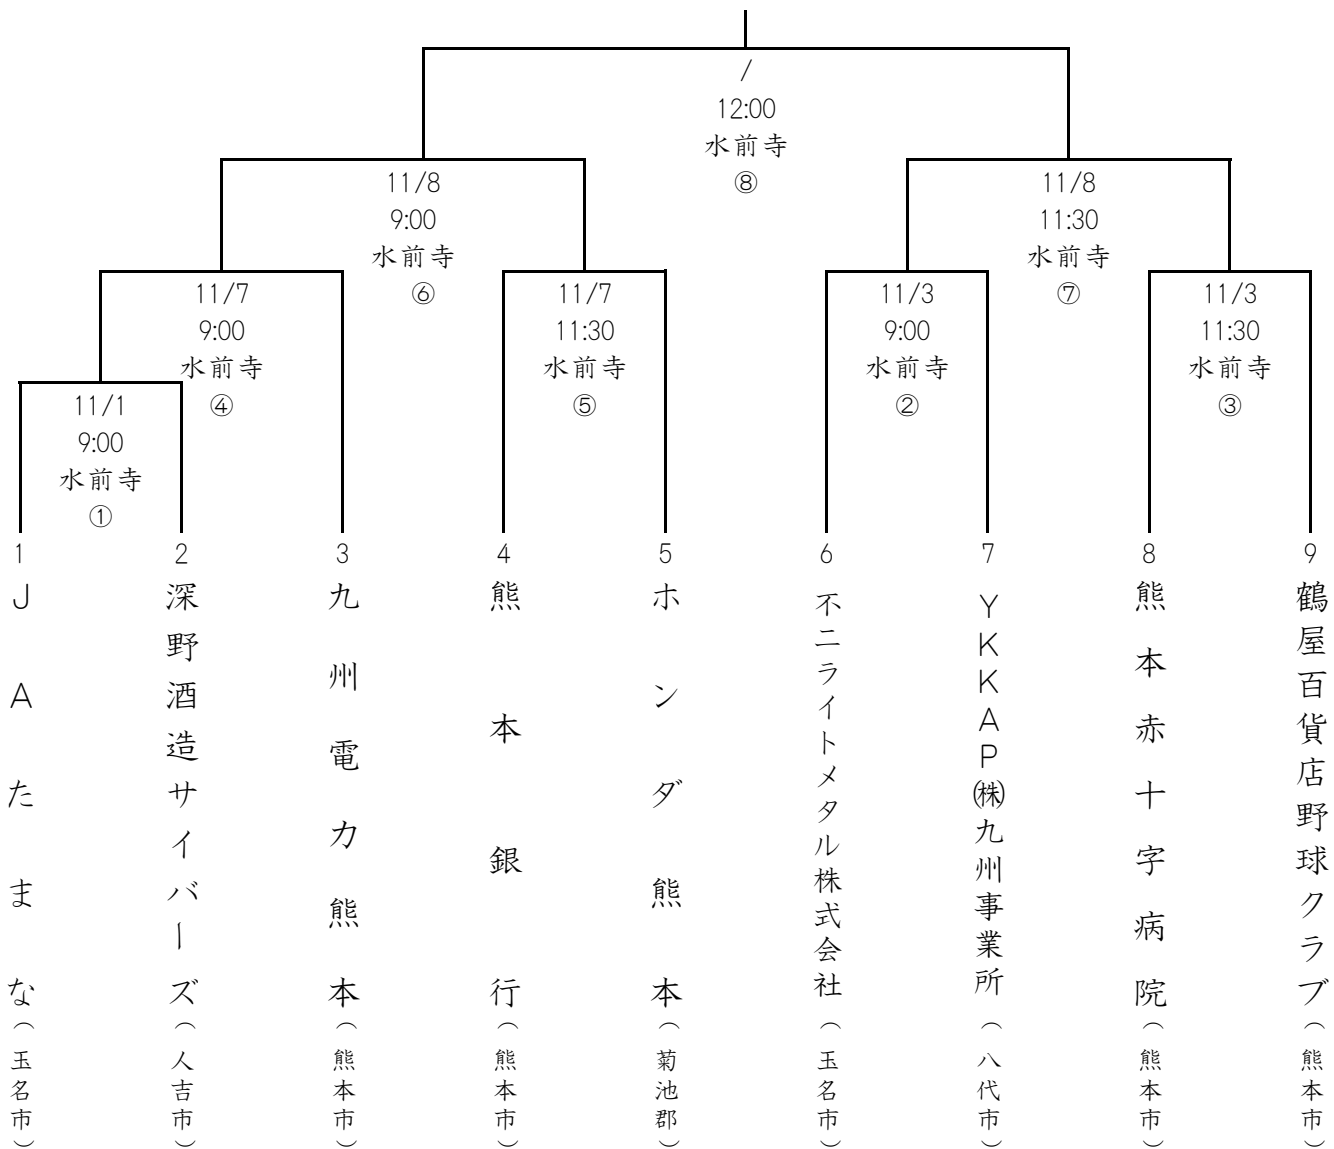 /
12:00
水前寺
⑧
11/8
9:00
水前寺
⑥
11/8
11:30
水前寺
⑦
11/7
9:00
水前寺
④
11/7
11:30
水前寺
⑤
11/3
9:00
水前寺
②
11/3
11:30
水前寺
③
11/1
9:00
水前寺
①
1
JAたまな(玉名市)
2
深野酒造サイバーズ(人吉市)
3
九州電力熊本(熊本市)
4
熊本銀行(熊本市)
5
ホンダ熊本(菊池郡)
6
不二ライトメタル株式会社(玉名市)
7
YKKAP㈱九州事業所(八代市)
8
熊本赤十字病院(熊本市)
9
鶴屋百貨店野球クラブ(熊本市)